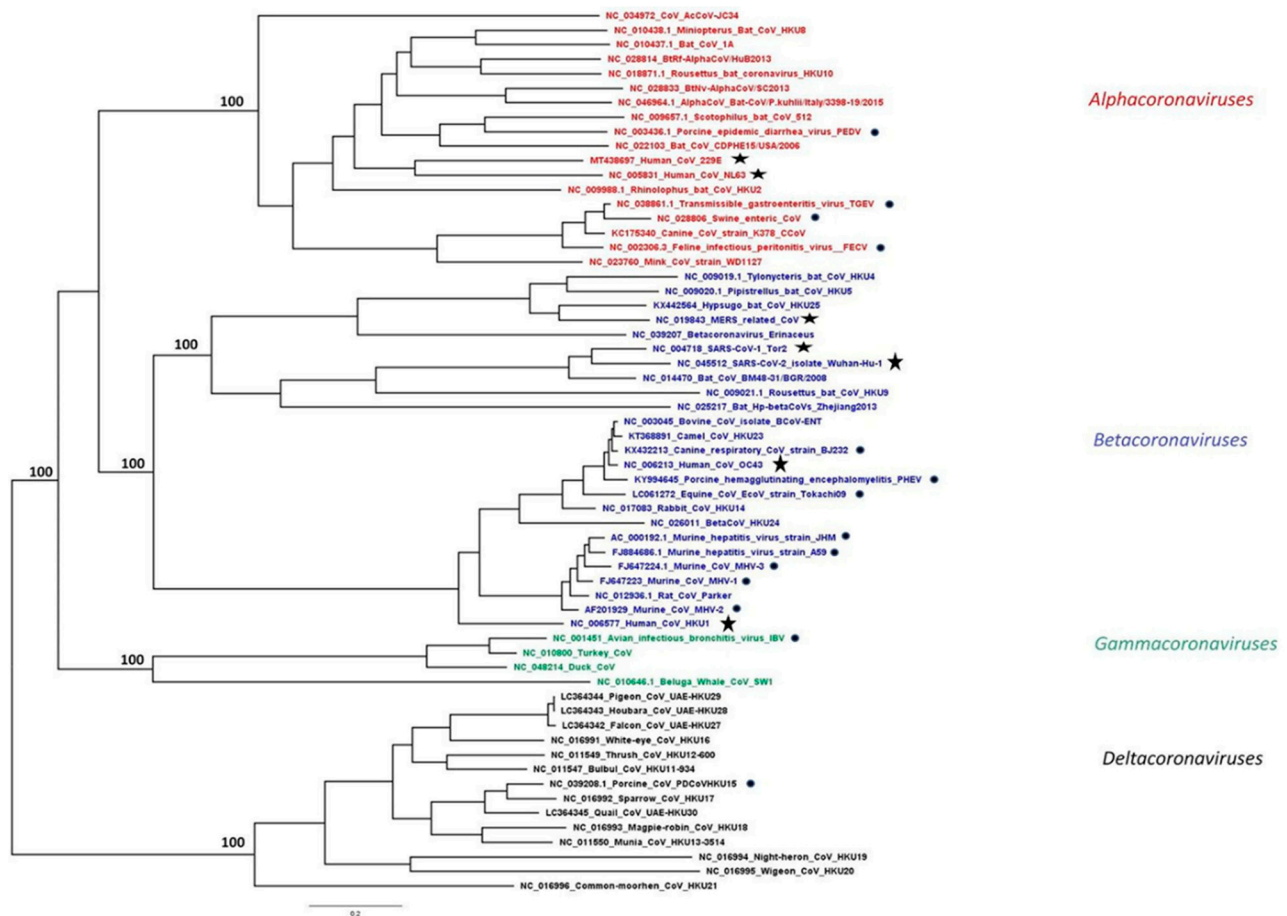 NC_034972_CoV_AcCoV-JC34
NC_010438.1_Miniopterus_Bat_CoV_HKU8
NC_010437.1_Bat_CoV_1A
NC_028814_BtRf-AlphaCoV/HuB2013
100
NC_018871.1_Rousettus_bat_coronavirus_HKU10
NC_028833_BtNv-AlphaCoV/SC2013
Alphacoronaviruses
NC_046964.1_AlphaCoV_Bat-CoV/P.kuhlii/Italy/3398-19/2015
NC_009657.1_Scotophilus_bat_CoV_512
NC_003436.1_Porcine_epidemic_diarrhea_virus_PEDV
NC_022103_Bat_CoV_CDPHE15/USA/2006
MT438697_Human_CoV_229E
NC_005831_Human_CoV_NL63
NC_009988.1_Rhinolophus_bat_CoV_HKU2
NC_038861.1_Transmissible_gastroenteritis_virus_TGEV
NC_028806_Swine_enteric_CoV
KC175340_Canine_CoV_strain_K378_CCoV
NC_002306.3_Feline_infectious_peritonitis_virus__FECV
NC_023760_Mink_CoV_strain_WD1127
NC_009019.1_Tylonycteris_bat_CoV_HKU4
NC_009020.1_Pipistrellus_bat_CoV_HKU5
KX442564_Hypsugo_bat_CoV_HKU25
NC_019843_MERS_related_CoV
NC_039207_Betacoronavirus_Erinaceus
100
NC_004718_SARS-CoV-1_Tor2
NC_045512_SARS-CoV-2_isolate_Wuhan-Hu-1
NC_014470_Bat_CoV_BM48-31/BGR/2008
NC_009021.1_Rousettus_bat_CoV_HKU9
NC_025217_Bat_Hp-betaCoVs_Zhejiang2013
NC_003045_Bovine_CoV_isolate_BCoV-ENT
KT368891_Camel_CoV_HKU23
Betacoronaviruses
KX432213_Canine_respiratory_CoV_strain_BJ232
100
100
NC_006213_Human_CoV_OC43
KY994645_Porcine_hemagglutinating_encephalomyelitis_PHEV
LC061272_Equine_CoV_EcoV_strain_Tokachi09
NC_017083_Rabbit_CoV_HKU14
NC_026011_BetaCoV_HKU24
AC_000192.1_Murine_hepatitis_virus_strain_JHM
FJ884686.1_Murine_hepatitis_virus_strain_A59
FJ647224.1_Murine_CoV_MHV-3
FJ647223_Murine_CoV_MHV-1
NC_012936.1_Rat_CoV_Parker
AF201929_Murine_CoV_MHV-2
NC_006577_Human_CoV_HKU1
NC_001451_Avian_infectious_bronchitis_virus_IBV
Gammacoronaviruses
NC_010800_Turkey_CoV
100
NC_048214_Duck_CoV
NC_010646.1_Beluga_Whale_CoV_SW1
LC364344_Pigeon_CoV_UAE-HKU29
LC364343_Houbara_CoV_UAE-HKU28
LC364342_Falcon_CoV_UAE-HKU27
NC_016991_White-eye_CoV_HKU16
NC_011549_Thrush_CoV_HKU12-600
Deltacoronaviruses
NC_011547_Bulbul_CoV_HKU11-934
NC_039208.1_Porcine_CoV_PDCoVHKU15
NC_016992_Sparrow_CoV_HKU17
LC364345_Quail_CoV_UAE-HKU30
NC_016993_Magpie-robin_CoV_HKU18
100
NC_011550_Munia_CoV_HKU13-3514
NC_016994_Night-heron_CoV_HKU19
NC_016995_Wigeon_CoV_HKU20
NC_016996_Common-moorhen_CoV_HKU21
0.2